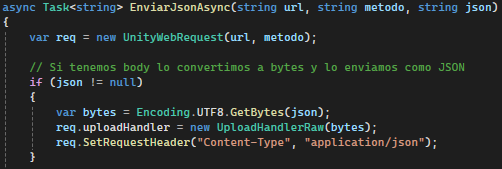 async Task<string> EnviarJsonAsync(string url, string metodo, string json)
{
var req = new UnityWebRequest(url, metodo);
// Si tenemos body lo convertimos a bytes y lo enviamos como JSON
if (json != null)
{
var bytes = Encoding.UTF8.GetBytes(json);
req.uploadHandler = new UploadHandlerRaw(bytes);
req.SetRequestHeader("Content-Type", "application/json");
}